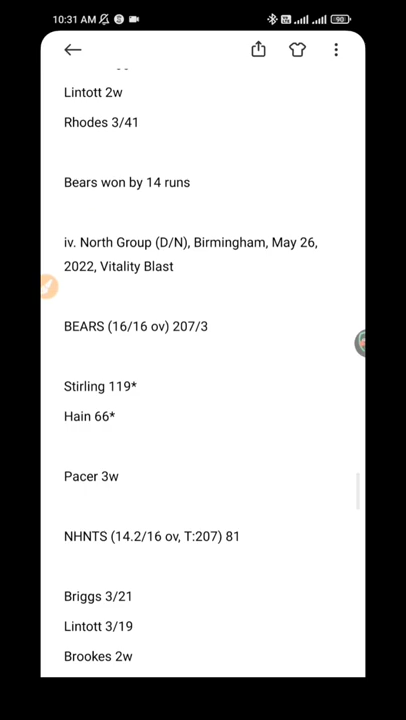 10:31 AM
90
Lintott 2w
Rhodes 3/41
Bears won by 14 runs
iv. North Group (D/N), Birmingham, May 26,
2022, Vitality Blast
BEARS (16/16 ov) 207/3
Stirling 119*
Hain 66*
Pacer 3w
NHNTS (14.2/16 ov, T:207) 81
Briggs 3/21
Lintott 3/19
Brookes 2w